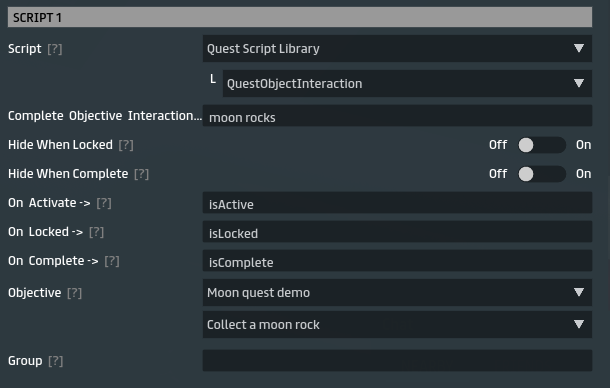 SCRIPT 1
Script [?] Quest Script Library
QuestObjectInteraction
Complete Objective Interaction... moon rocks
Hide When Locked [?] Off On
Hide When Complete [?] Off On
On Activate -> [?] isActive
On Locked -> [?] isLocked
On Complete -> [?] isComplete
Objective [?] Moon quest demo
Collect a moon rock
Group [?]